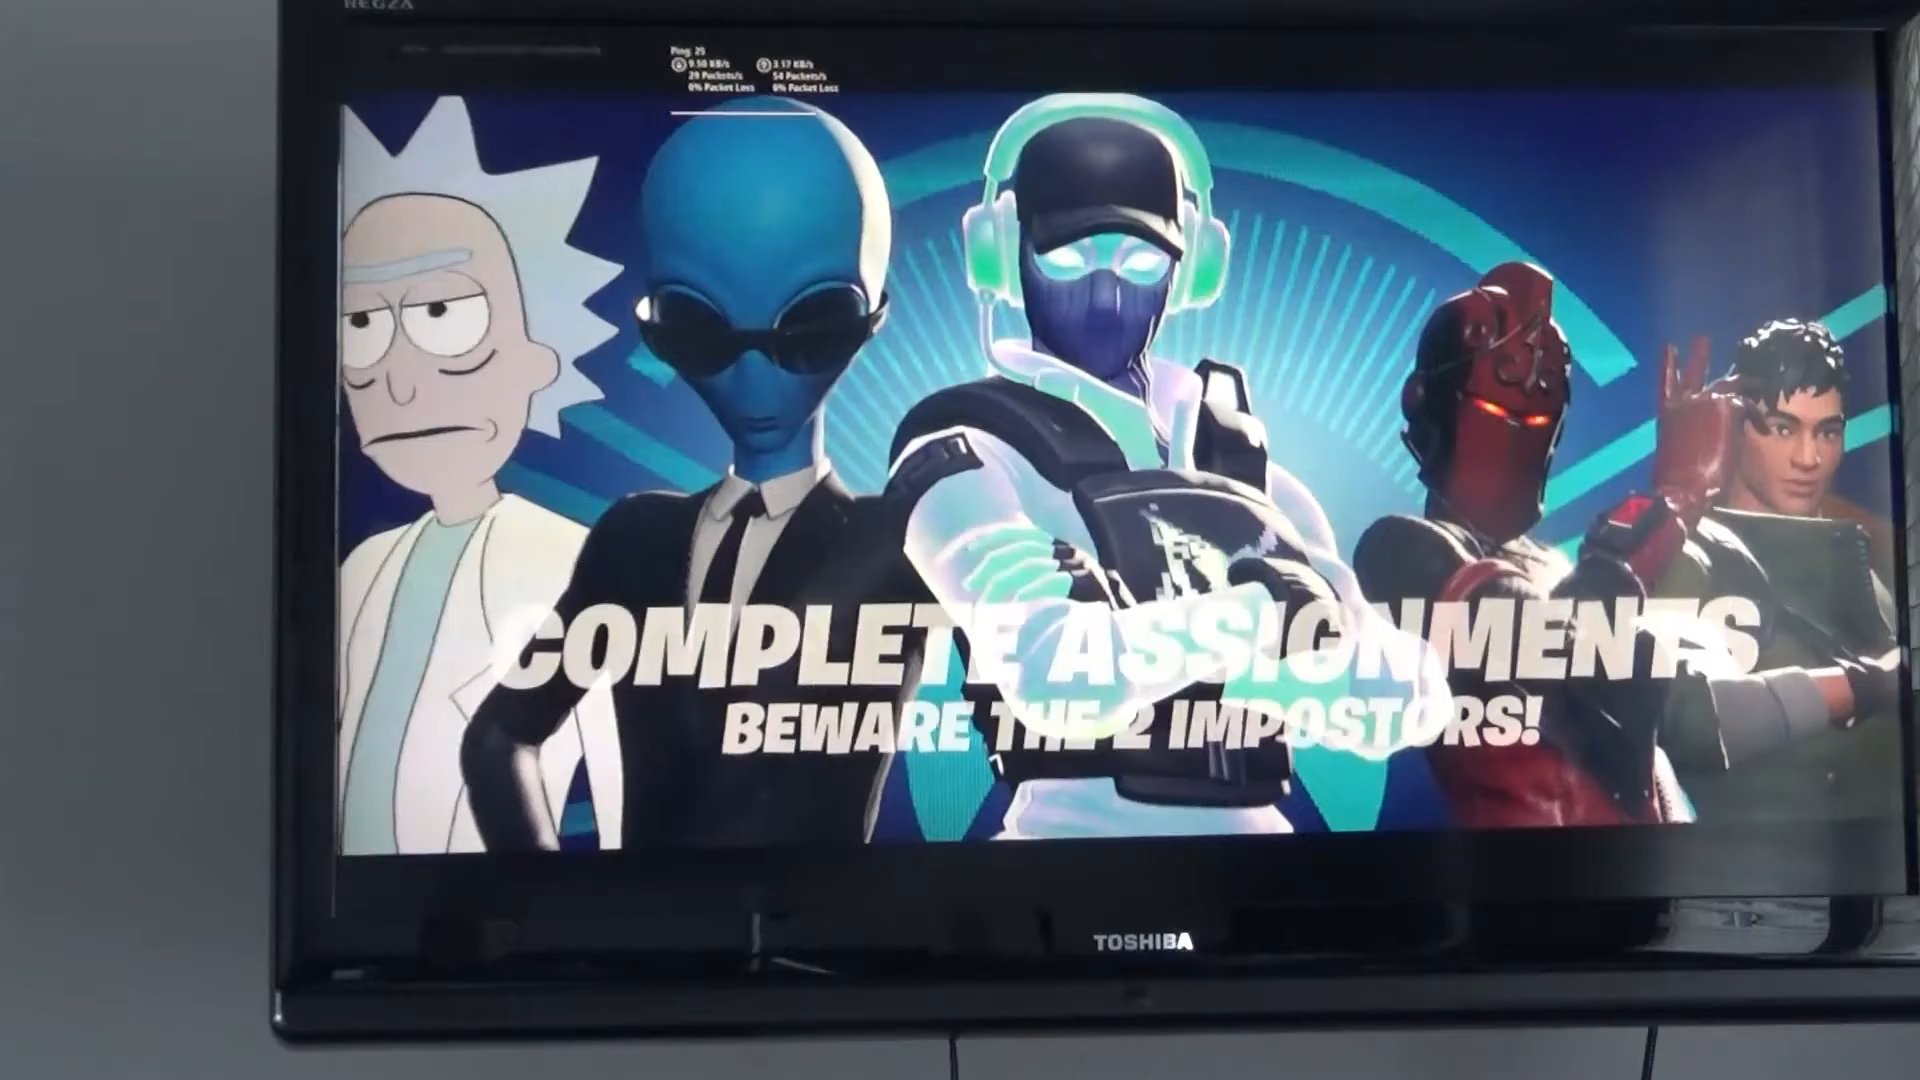 REGZA
Ping: 25
9.50 KB/s 3.17 KB/s
29 Packets/s 54 Packets/s
0% Packet Loss 0% Packet Loss
COMPLETE ASSIGNMENTS
BEWARE THE 2 IMPOSTORS!
TOSHIBA